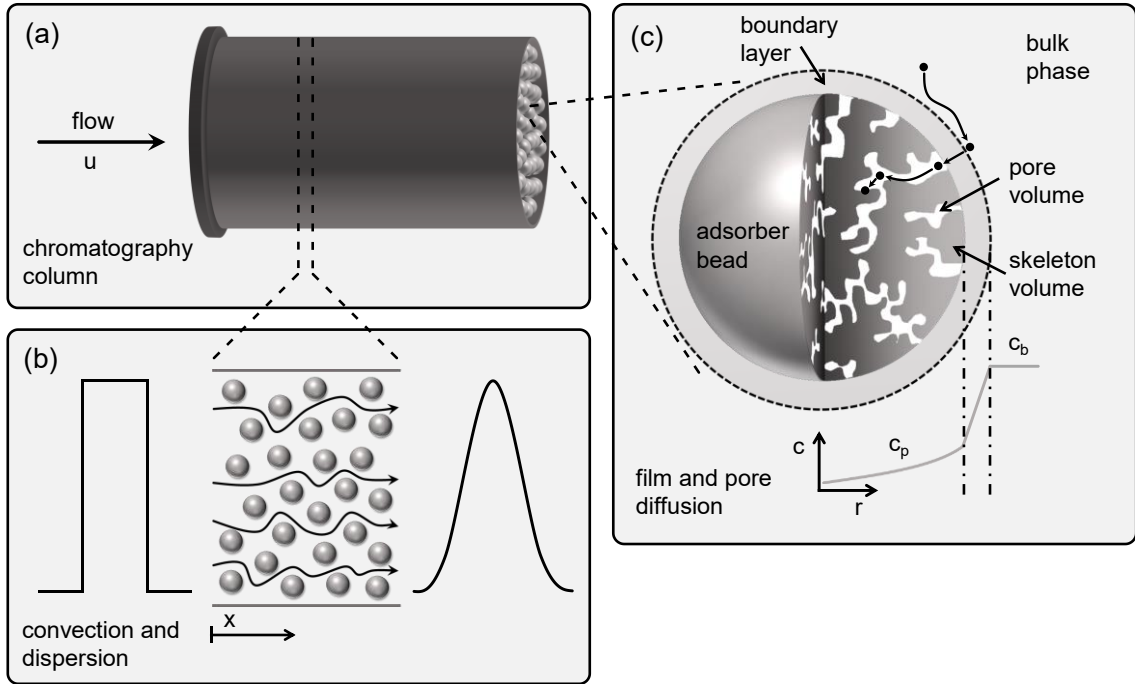 (a)
flow
u
chromatography
column
(b)
x
convection and
dispersion
(c)
boundary
layer
bulk
phase
pore
volume
adsorber
bead
skeleton
volume
c_b
c
c_p
film and pore
diffusion
r